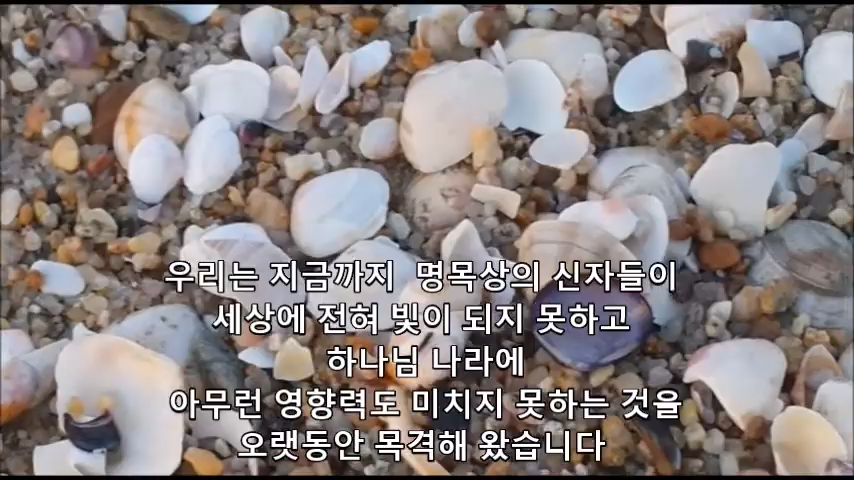 우리는 지금까지 명목상의 신자들이
세상에 전혀 빛이 되지 못하고
하나님 나라에
아무런 영향력도 미치지 못하는 것을
오랫동안 목격해 왔습니다